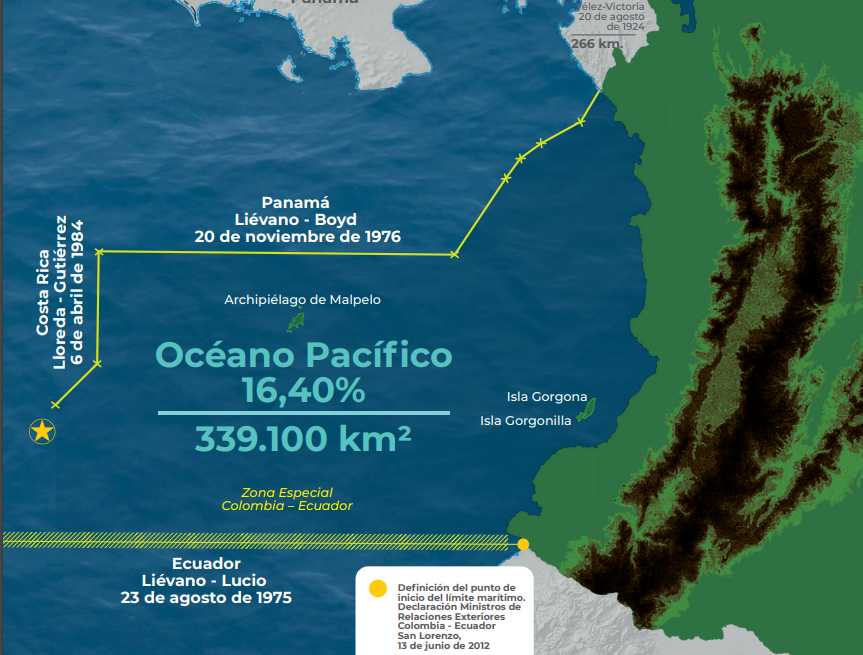 Panamá
Vélez-Victoria
20 de agosto
de 1924
266 km.
Panamá
Liévano - Boyd
20 de noviembre de 1976
Costa Rica
Lloreda - Gutiérrez
6 de abril de 1984
Archipiélago de Malpelo
Océano Pacífico
16,40%
339.100 km²
Isla Gorgona
Isla Gorgonilla
Zona Especial
Colombia – Ecuador
Ecuador
Liévano - Lucio
23 de agosto de 1975
Definición del punto de
inicio del límite marítimo.
Declaración Ministros de
Relaciones Exteriores
Colombia - Ecuador
San Lorenzo,
13 de junio de 2012